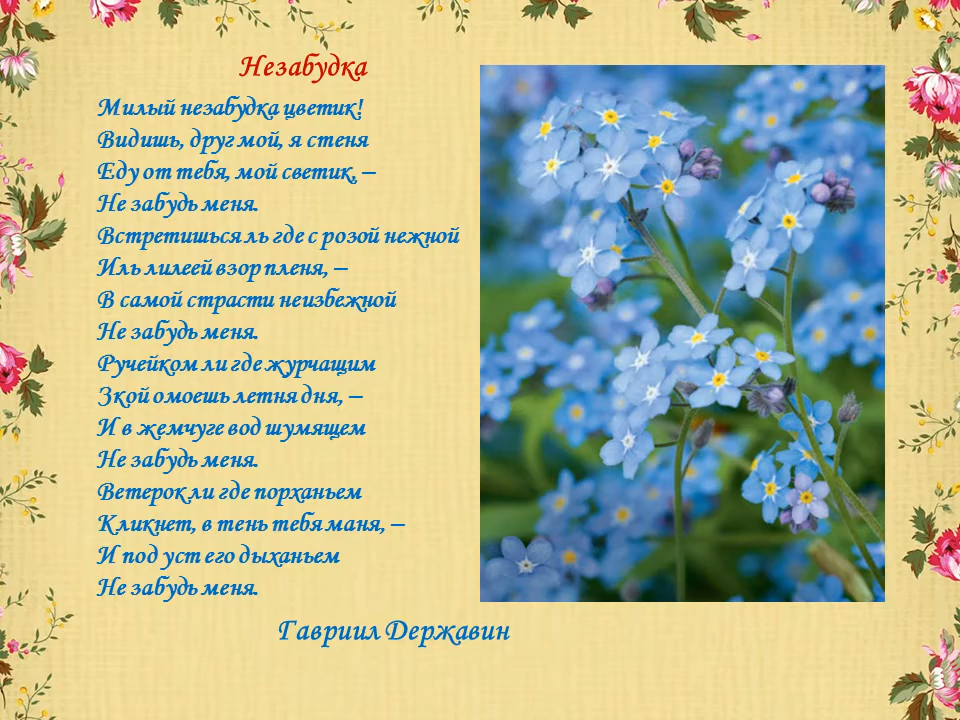 Незабудка
Милый незабудка цветик!
Видишь, друг мой, я стеня
Еду от тебя, мой светик, –
Не забудь меня.
Встретишься ль где с розой нежной
Иль лилеей взор пленя, –
В самой страсти неизбежной
Не забудь меня.
Ручейком ли где журчащим
Зкой омоешь летня дня, –
И в жемчуге вод шумящем
Не забудь меня.
Ветерок ли где порханьем
Кликнет, в тень тебя маня, –
И под уст его дыханьем
Не забудь меня.
Гавриил Державин